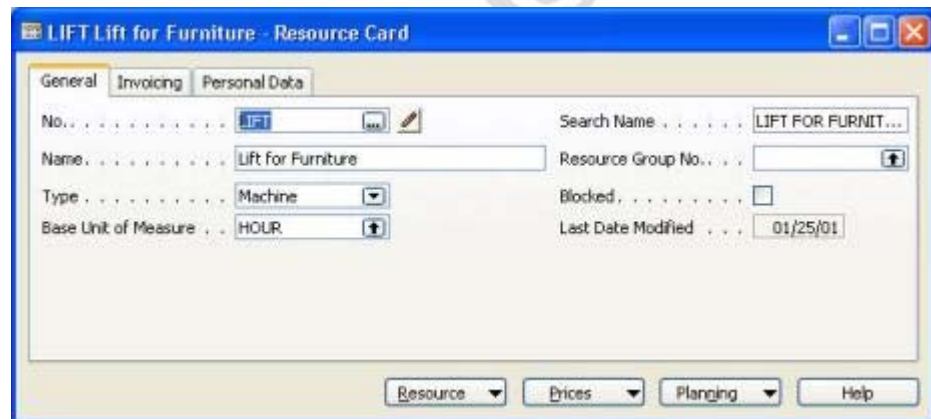 LIFT Lift for Furniture - Resource Card
General Invoicing Personal Data
No.. . . . . . . . . . . LIFT ... Search Name . . . . . . LIFT FOR FURNIT...
Name. . . . . . . . . . Lift for Furniture Resource Group No.. . .
Type . . . . . . . . . . Machine Blocked. . . . . . . . .
Base Unit of Measure . . HOUR Last Date Modified . . . 01/25/01
Resource Prices Planning Help